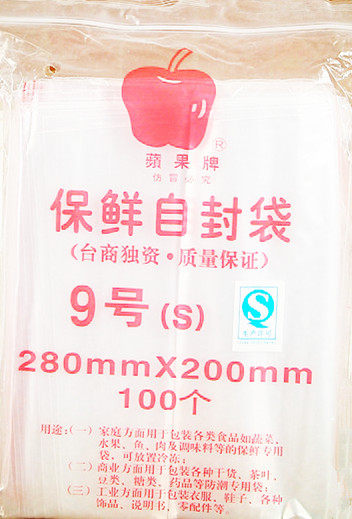 ®
蘋果牌
伪冒必究
保鲜自封袋
(台商独资·质量保证)
9号(S)
280mmX200mm
100个
用途:(一) 家庭方面用于包装各类食品如蔬菜、
水果、鱼、肉及调味料等的保鲜专用
袋、可放置冷冻;
(二) 商业方面用于包装各种干货、茶叶、
豆类、糖类、药品等防潮专用袋;
(三) 工业方面用于包装衣服、鞋子、各种
饰品、说明书、零配件等